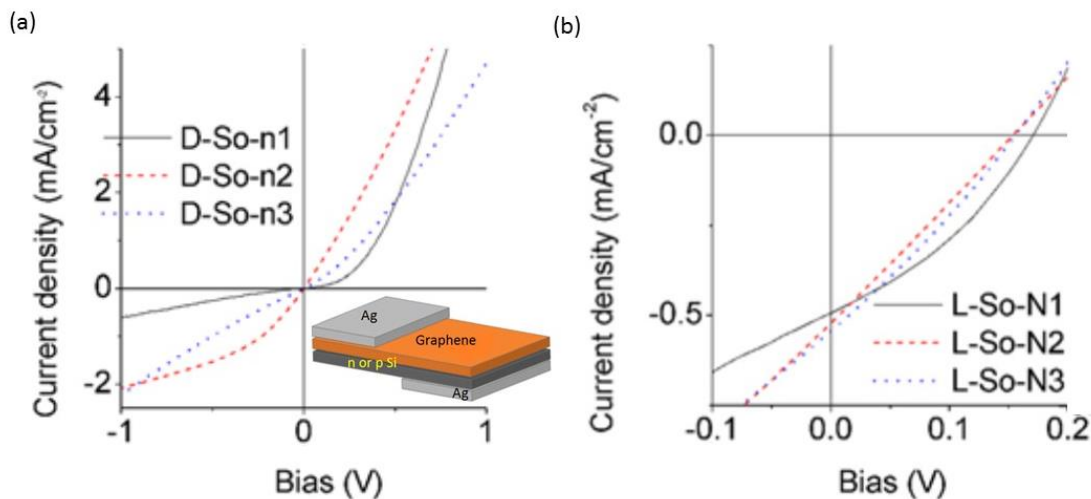 (a)
Current density (mA/cm⁻²)
4
2
0
-2
D-So-n1
D-So-n2
D-So-n3
Ag
Graphene
n or p Si
Ag
-1
0
1
Bias (V)
(b)
Current density (mA/cm⁻²)
0.0
-0.5
L-So-N1
L-So-N2
L-So-N3
-0.1
0.0
0.1
0.2
Bias (V)